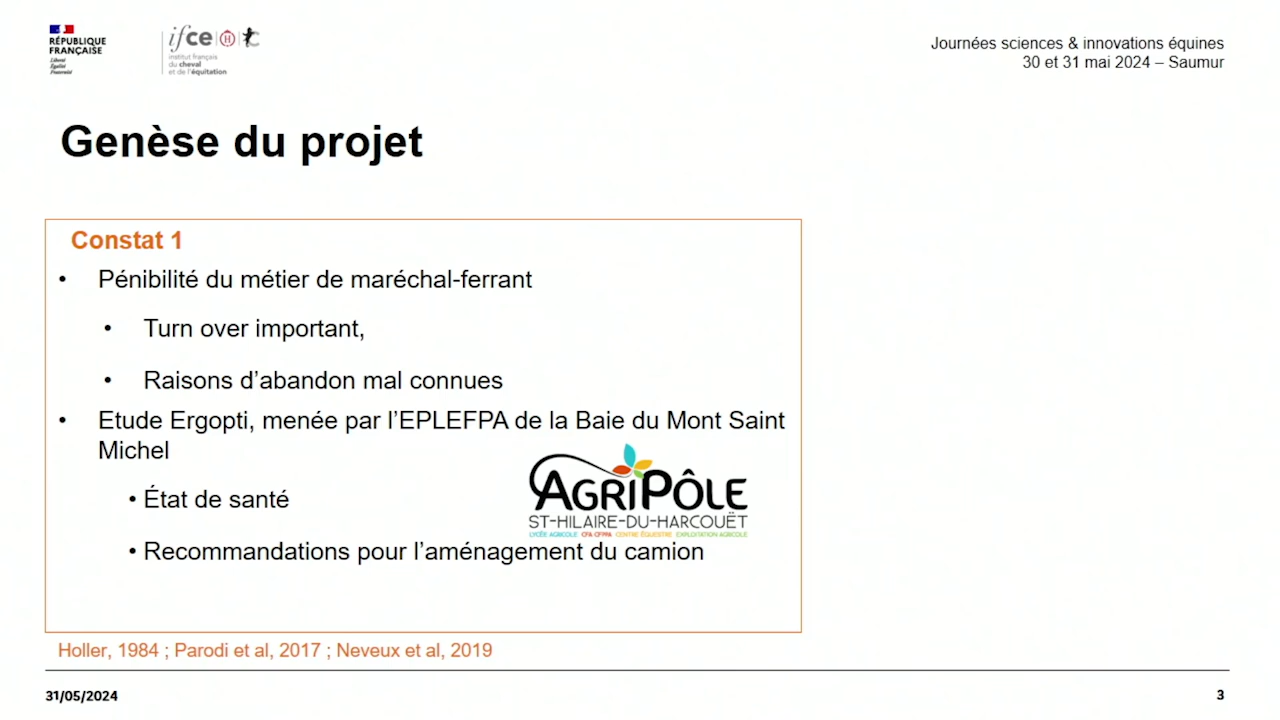 RÉPUBLIQUE
FRANÇAISE
Liberté
Égalité
Fraternité
ifce
institut français
du cheval
et de l'équitation
Journées sciences & innovations équines
30 et 31 mai 2024 – Saumur
Genèse du projet
Constat 1
• Pénibilité du métier de maréchal-ferrant
• Turn over important,
• Raisons d’abandon mal connues
• Etude Ergopti, menée par l’EPLEFPA de la Baie du Mont Saint
Michel
• État de santé
AGRIPÔLE
ST-HILAIRE-DU-HARCOUËT
LYCÉE AGRICOLE CFA CFPPA CENTRE ÉQUESTRE EXPLOITATION AGRICOLE
• Recommandations pour l’aménagement du camion
Holler, 1984 ; Parodi et al, 2017 ; Neveux et al, 2019
31/05/2024
3